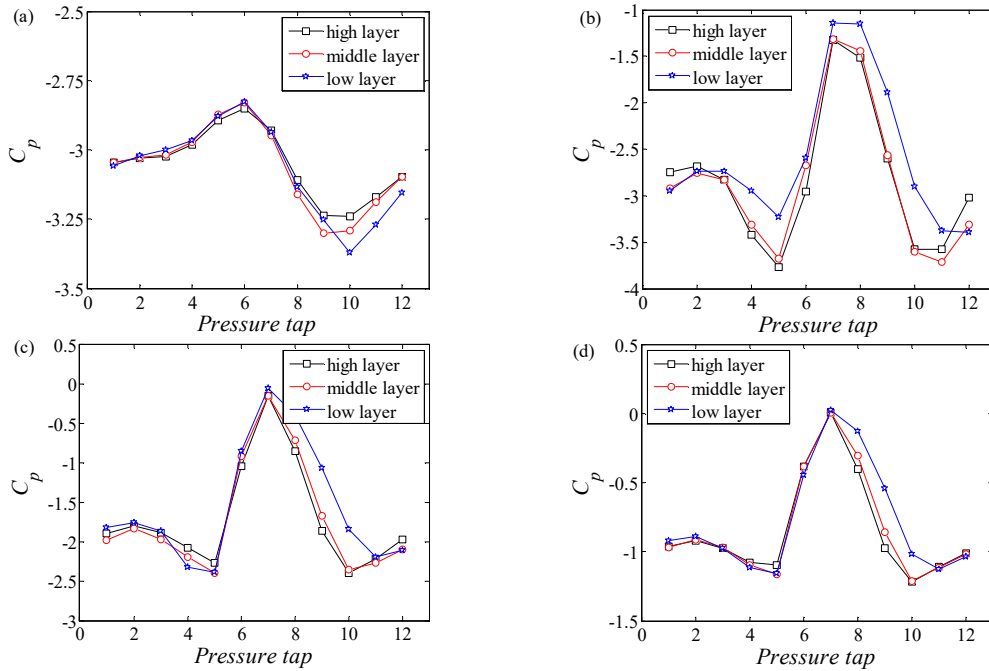 (a)
-2.5
high layer
middle layer
low layer
-2.75
-3
-3.25
-3.5
C_p
0 2 4 6 8 10 12
Pressure tap
(b)
-1
high layer
middle layer
low layer
-1.5
-2
-2.5
-3
-3.5
-4
C_p
0 2 4 6 8 10 12
Pressure tap
(c)
0.5
high layer
middle layer
low layer
0
-0.5
-1
-1.5
-2
-2.5
-3
C_p
0 2 4 6 8 10 12
Pressure tap
(d)
0.5
high layer
middle layer
low layer
0
-0.5
-1
-1.5
C_p
0 2 4 6 8 10 12
Pressure tap